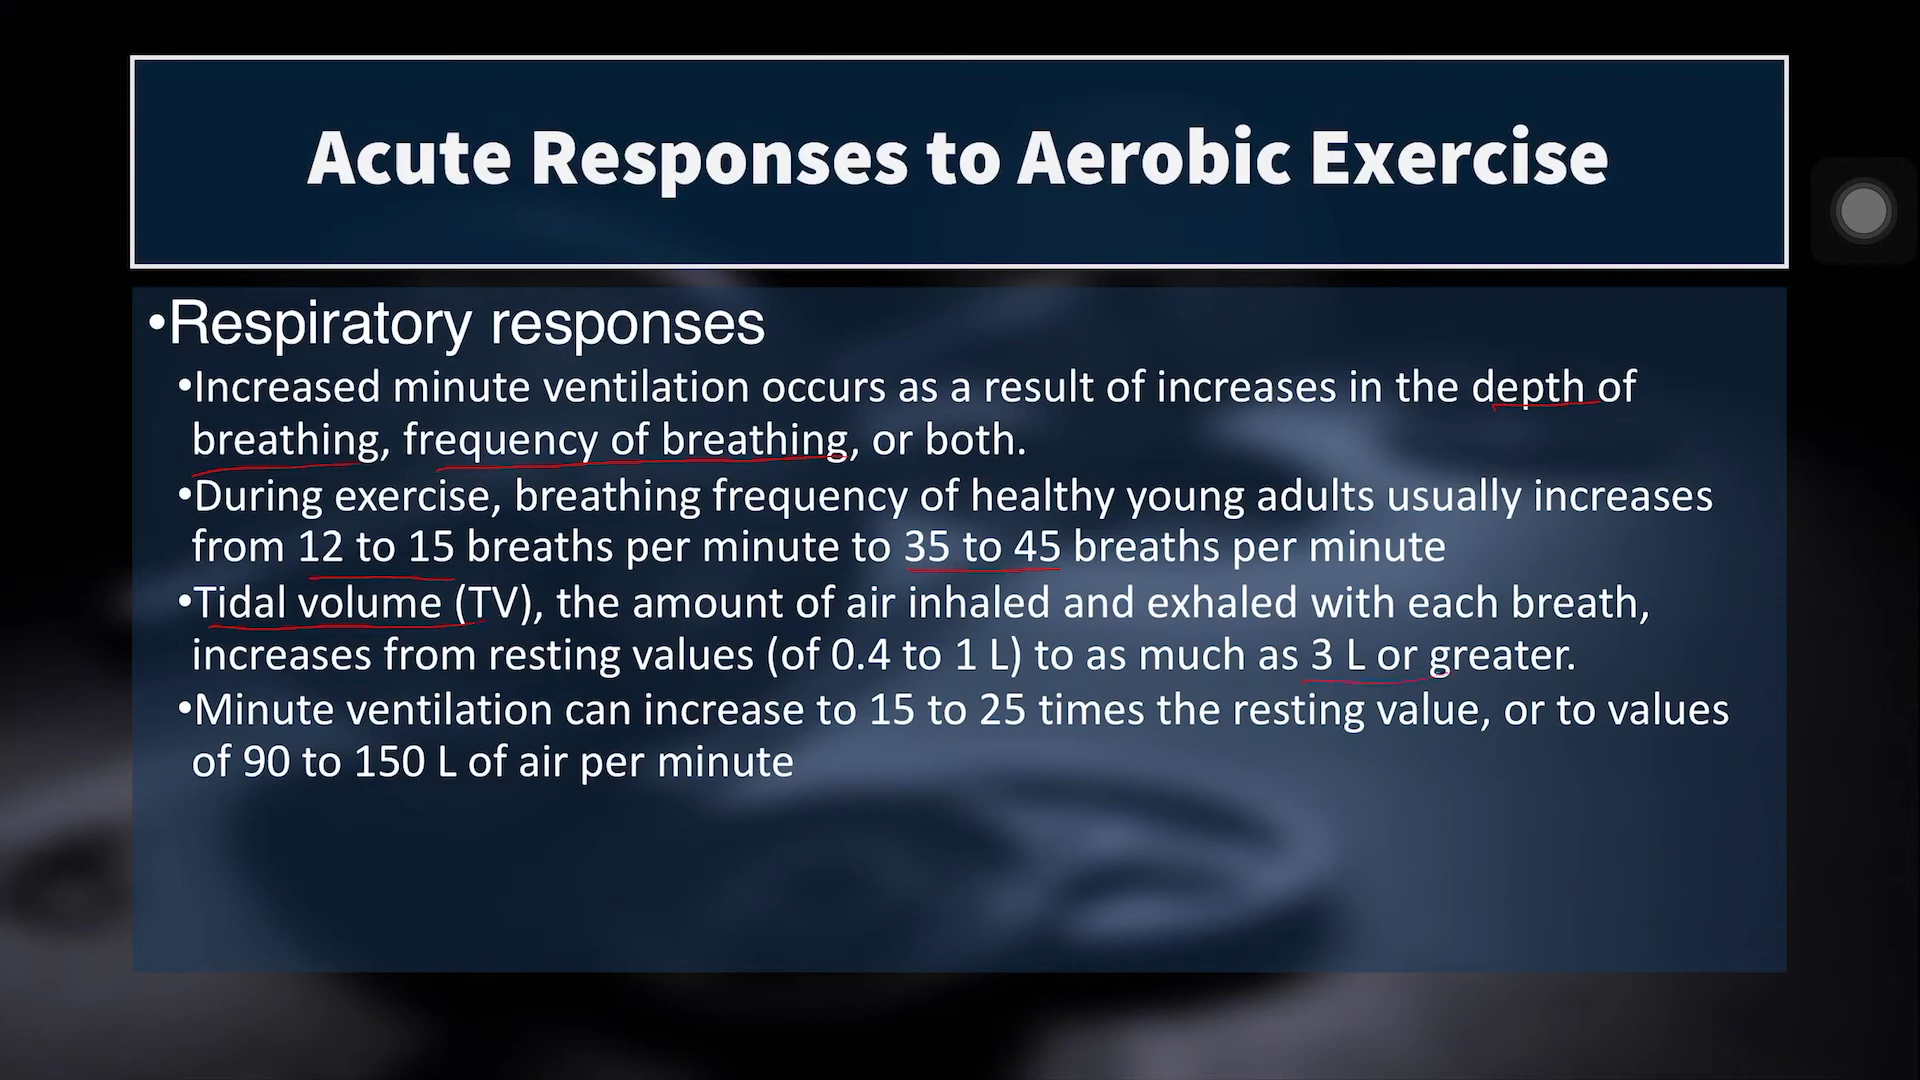 Acute Responses to Aerobic Exercise
•Respiratory responses
•Increased minute ventilation occurs as a result of increases in the depth of
breathing, frequency of breathing, or both.
•During exercise, breathing frequency of healthy young adults usually increases
from 12 to 15 breaths per minute to 35 to 45 breaths per minute
•Tidal volume (TV), the amount of air inhaled and exhaled with each breath,
increases from resting values (of 0.4 to 1 L) to as much as 3 L or greater.
•Minute ventilation can increase to 15 to 25 times the resting value, or to values
of 90 to 150 L of air per minute